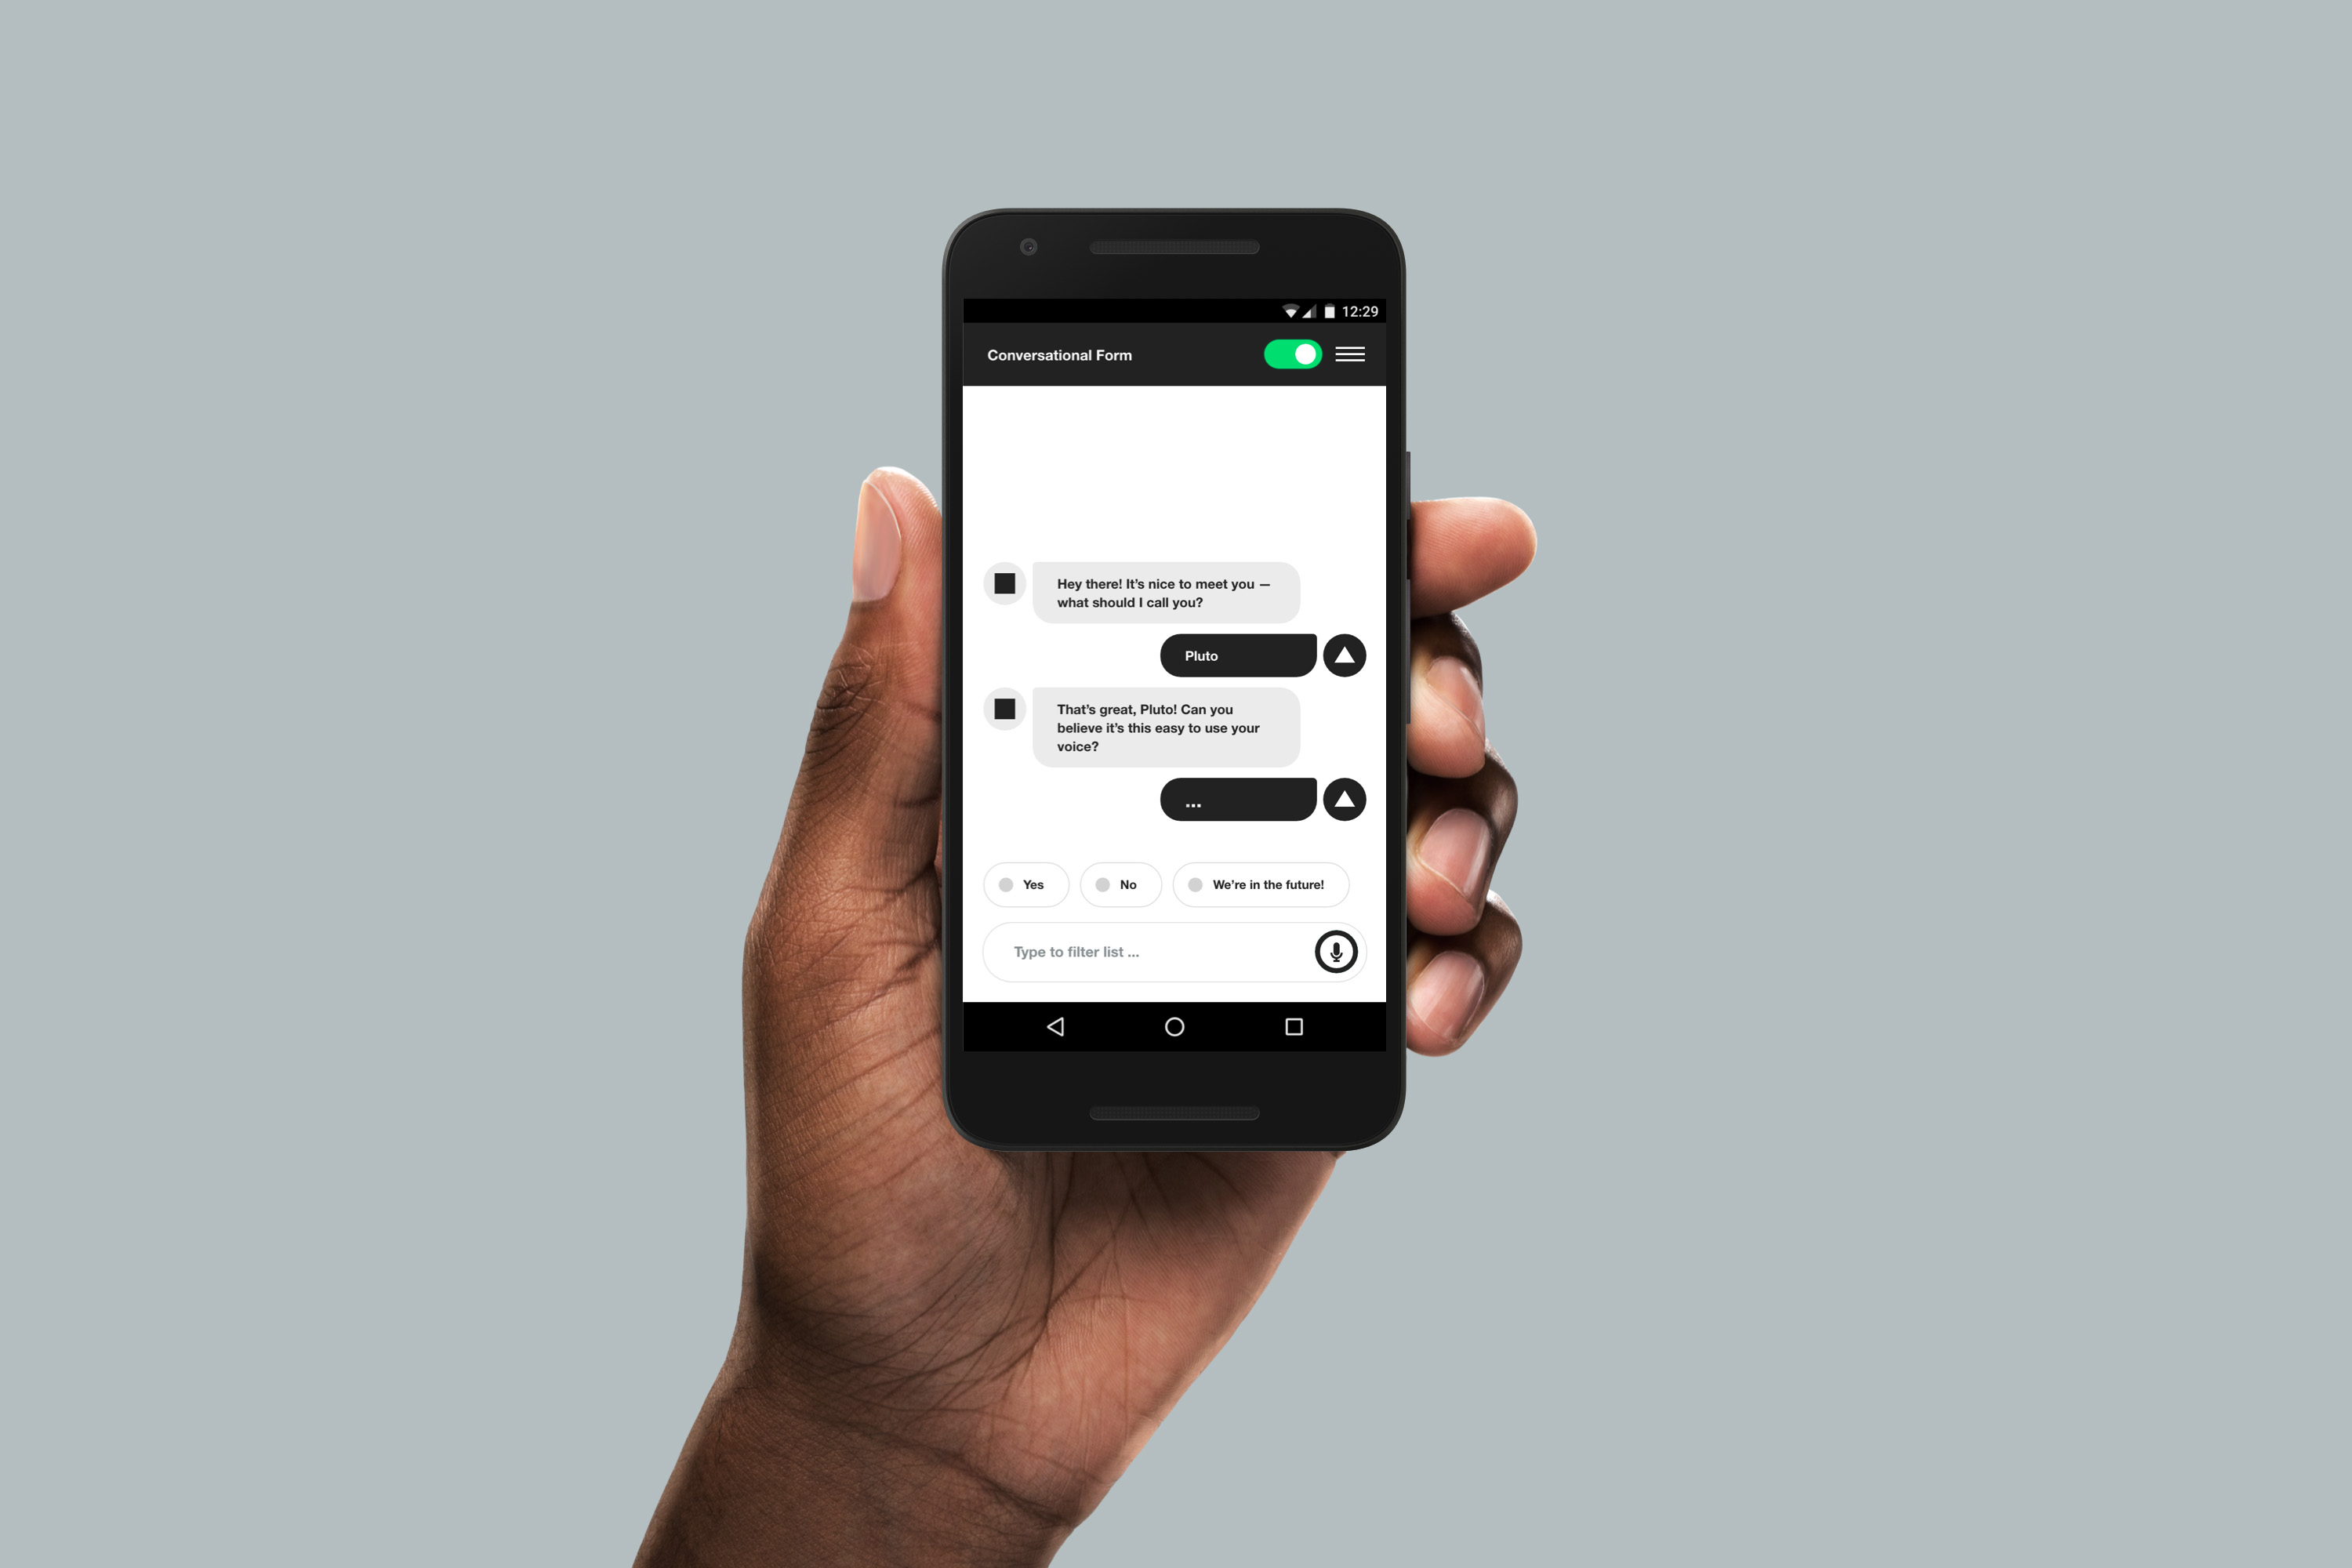 12:29
Conversational Form
Hey there! It’s nice to meet you —
what should I call you?
Pluto
That’s great, Pluto! Can you
believe it’s this easy to use your
voice?
...
Yes
No
We’re in the future!
Type to filter list ...